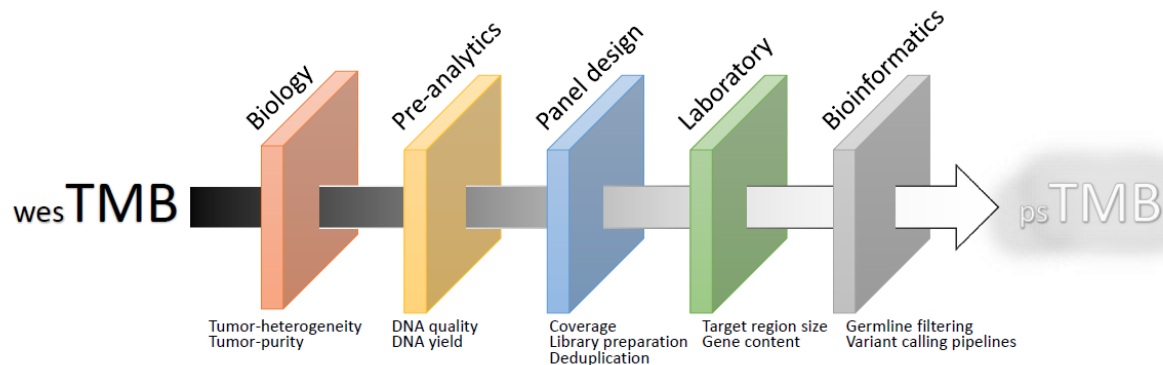 Biology
Pre-analytics
Panel design
Laboratory
Bioinformatics
wesTMB
psTMB
Tumor-heterogeneity
Tumor-purity
DNA quality
DNA yield
Coverage
Library preparation
Deduplication
Target region size
Gene content
Germline filtering
Variant calling pipelines